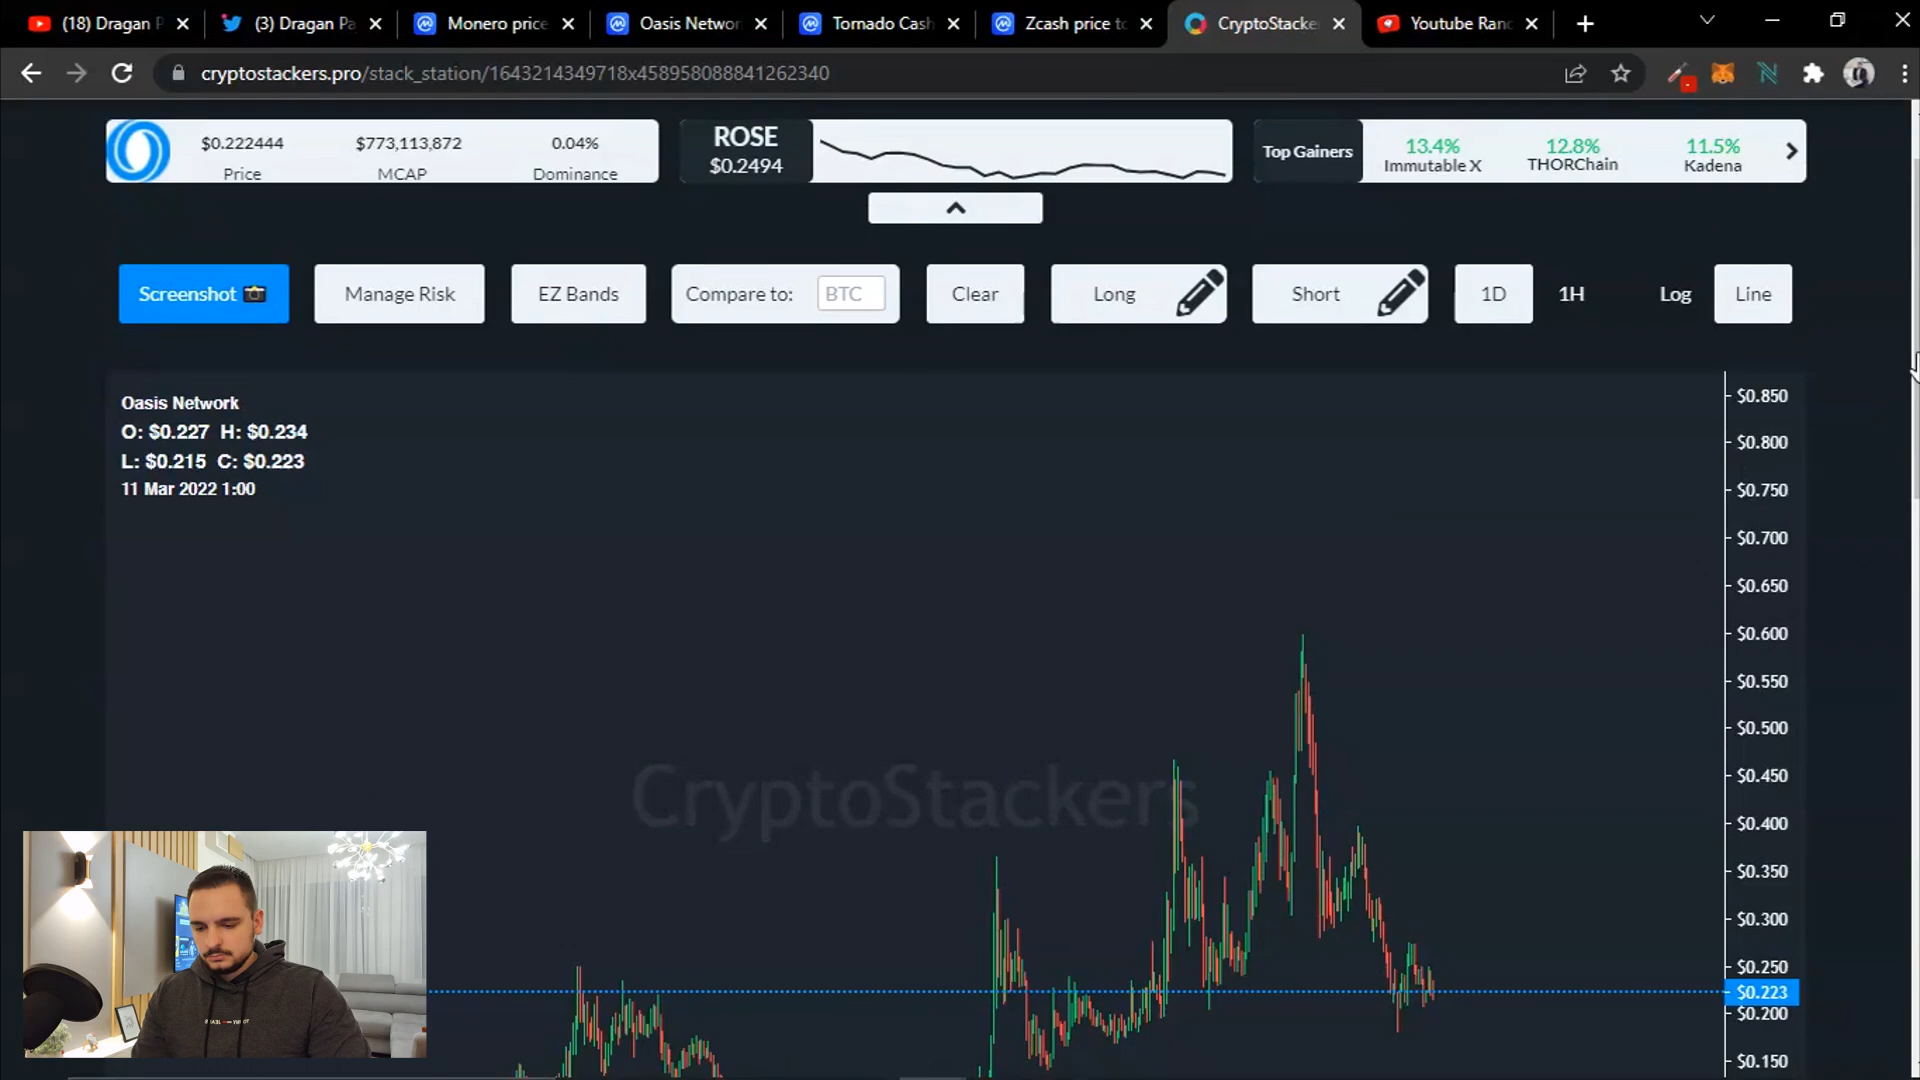 (18) Dragan P
(3) Dragan Pa
Monero price
Oasis Networ
Tornado Cash
Zcash price to
CryptoStacke
Youtube Ranc
cryptostackers.pro/stack_station/1643214349718x458958088841262340
$0.222444
Price
$773,113,872
MCAP
0.04%
Dominance
ROSE
$0.2494
Top Gainers
13.4%
Immutable X
12.8%
THORChain
11.5%
Kadena
Screenshot
Manage Risk
EZ Bands
Compare to:
BTC
Clear
Long
Short
1D
1H
Log
Line
Oasis Network
O: $0.227 H: $0.234
L: $0.215 C: $0.223
11 Mar 2022 1:00
CryptoStackers
$0.850
$0.800
$0.750
$0.700
$0.650
$0.600
$0.550
$0.500
$0.450
$0.400
$0.350
$0.300
$0.250
$0.223
$0.200
$0.150